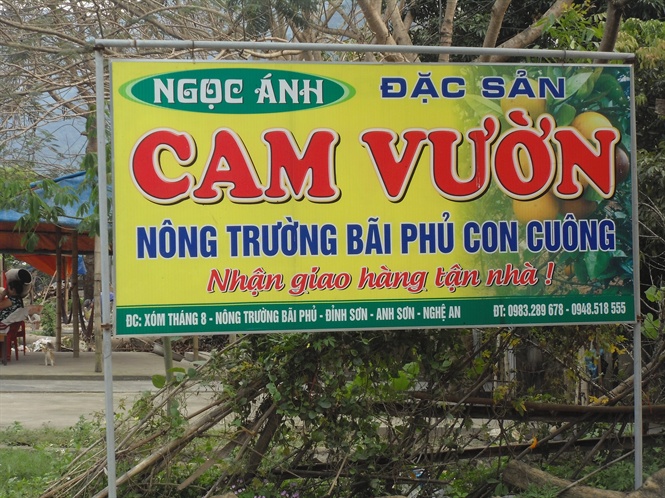 NGỌC ÁNH ĐẶC SẢN
CAM VƯỜN
NÔNG TRƯỜNG BÃI PHỦ CON CUÔNG
Nhận giao hàng tận nhà !
ĐC: XÓM THÁNG 8 - NÔNG TRƯỜNG BÃI PHỦ - ĐỈNH SƠN - ANH SƠN - NGHỆ AN ĐT: 0983.289 678 - 0948.518 555